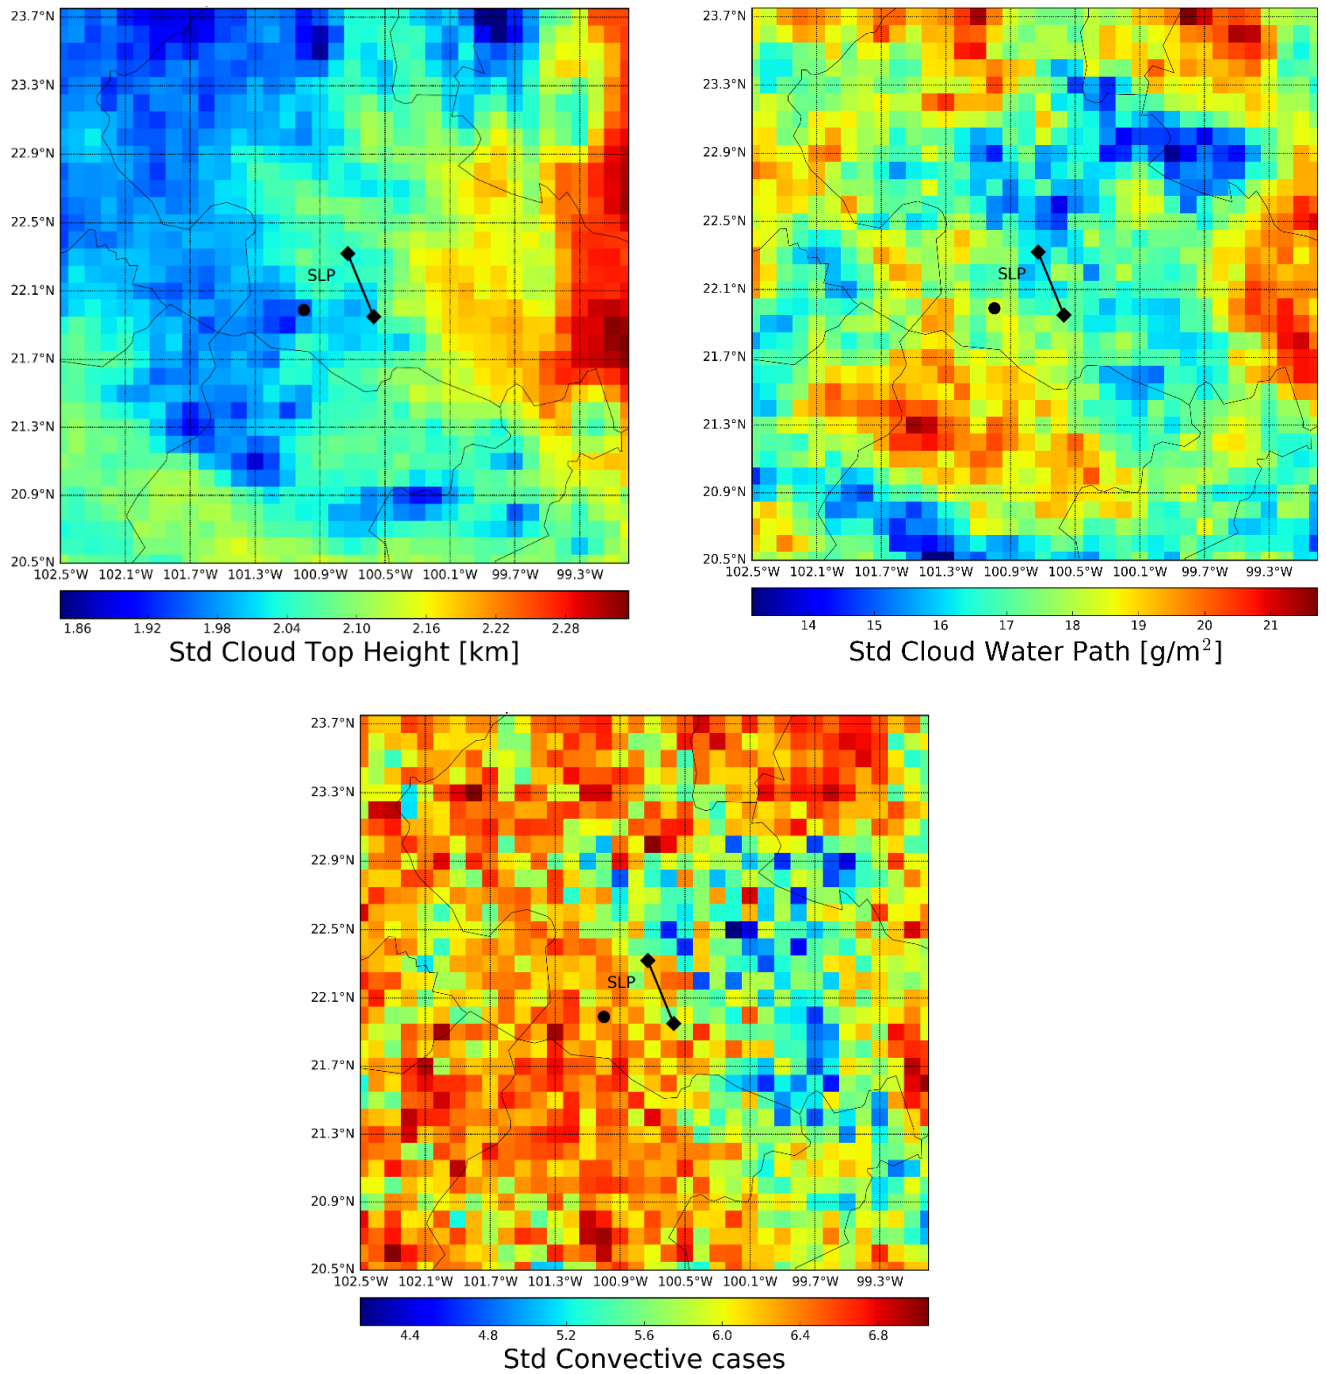 23.7°N
23.3°N
22.9°N
22.5°N
22.1°N
21.7°N
21.3°N
20.9°N
20.5°N
SLP
102.5°W 102.1°W 101.7°W 101.3°W 100.9°W 100.5°W 100.1°W 99.7°W 99.3°W
1.86 1.92 1.98 2.04 2.10 2.16 2.22 2.28
Std Cloud Top Height [km]
23.7°N
23.3°N
22.9°N
22.5°N
22.1°N
21.7°N
21.3°N
20.9°N
20.5°N
SLP
102.5°W 102.1°W 101.7°W 101.3°W 100.9°W 100.5°W 100.1°W 99.7°W 99.3°W
14 15 16 17 18 19 20 21
Std Cloud Water Path [g/m²]
23.7°N
23.3°N
22.9°N
22.5°N
22.1°N
21.7°N
21.3°N
20.9°N
20.5°N
SLP
102.5°W 102.1°W 101.7°W 101.3°W 100.9°W 100.5°W 100.1°W 99.7°W 99.3°W
4.4 4.8 5.2 5.6 6.0 6.4 6.8
Std Convective cases